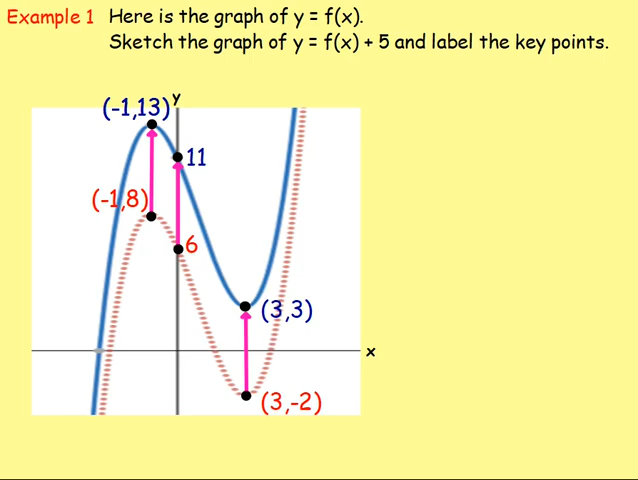 Example 1 Here is the graph of y = f(x).
Sketch the graph of y = f(x) + 5 and label the key points.
y
(-1,13)
11
(-1,8)
6
(3,3)
x
(3,-2)